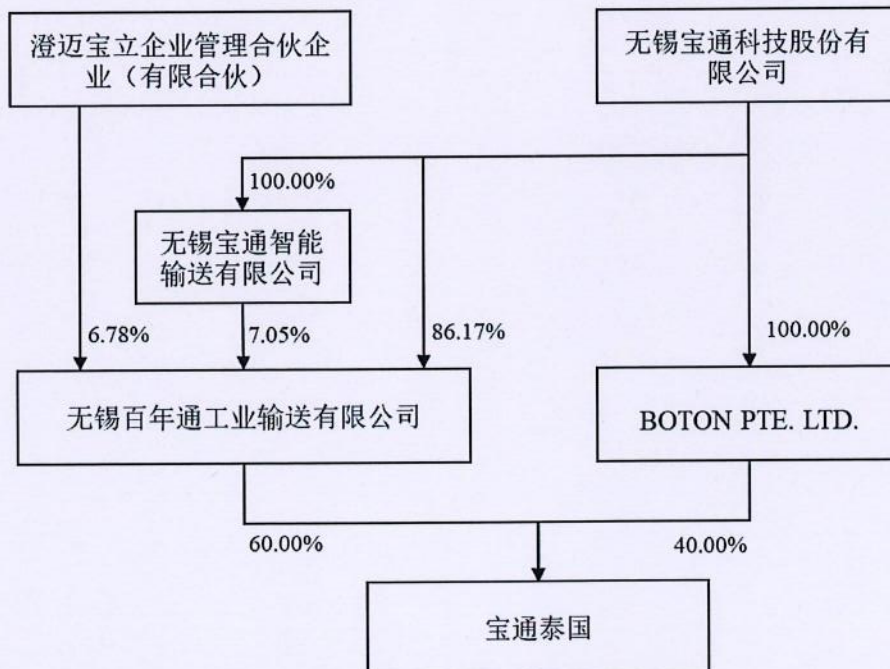 澄迈宝立企业管理合伙企
业（有限合伙）
无锡宝通科技股份有
限公司
100.00%
无锡宝通智能
输送有限公司
6.78%
7.05%
86.17%
100.00%
无锡百年通工业输送有限公司
BOTON PTE. LTD.
60.00%
40.00%
宝通泰国